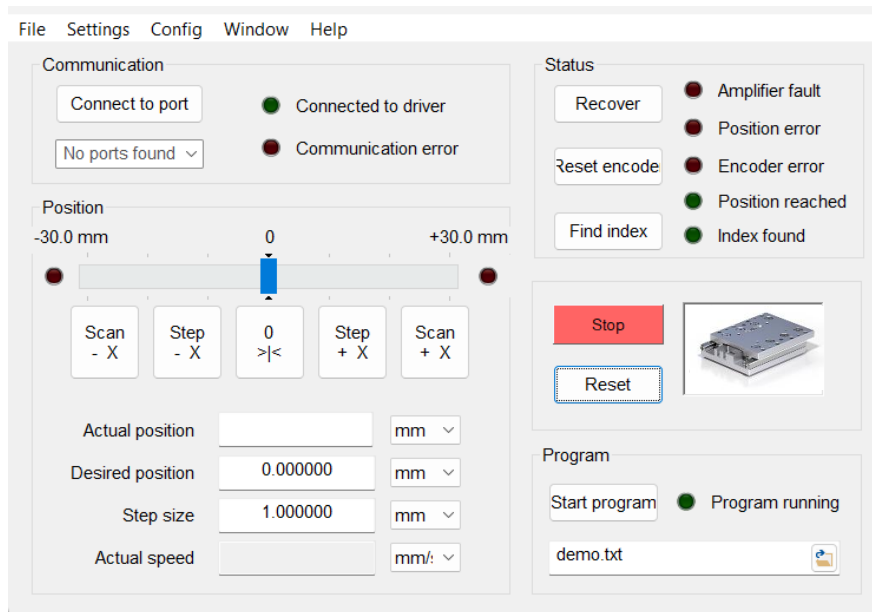 File Settings Config Window Help
Communication
Connect to port
Connected to driver
No ports found
Communication error
Position
-30.0 mm 0 +30.0 mm
Scan
- X
Step
- X
0
>|<
Step
+ X
Scan
+ X
Actual position mm
Desired position 0.000000 mm
Step size 1.000000 mm
Actual speed mm/s
Status
Recover
Amplifier fault
Position error
Reset encode
Encoder error
Position reached
Find index
Index found
Stop
Reset
Program
Start program
Program running
demo.txt